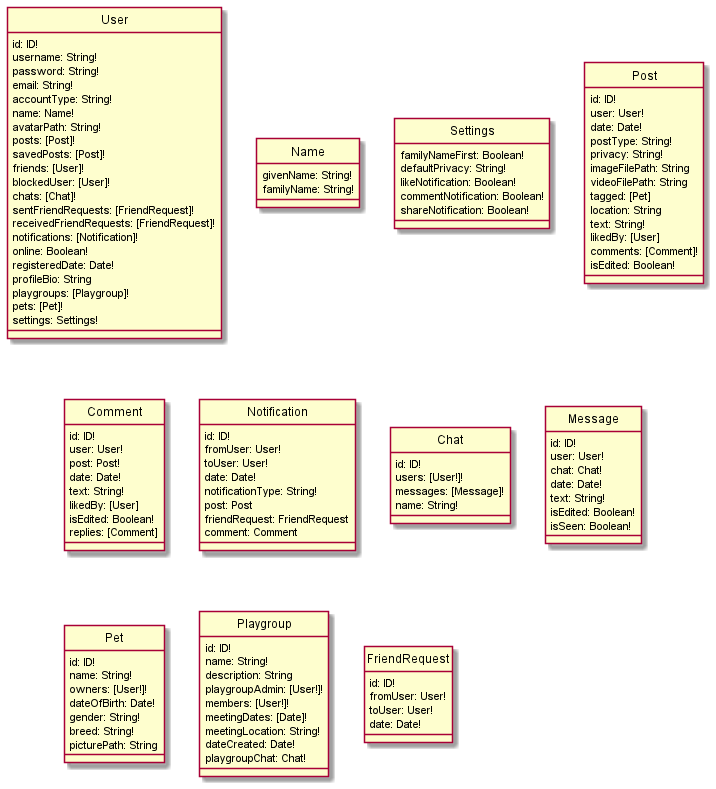 User
id: ID!
username: String!
password: String!
email: String!
accountType: String!
name: Name!
avatarPath: String!
posts: [Post]!
savedPosts: [Post]!
friends: [User]!
blockedUser: [User]!
chats: [Chat]!
sentFriendRequests: [FriendRequest]!
receivedFriendRequests: [FriendRequest]!
notifications: [Notification]!
online: Boolean!
registeredDate: Date!
profileBio: String
playgroups: [Playgroup]!
pets: [Pet]!
settings: Settings!
Name
givenName: String!
familyName: String!
Settings
familyNameFirst: Boolean!
defaultPrivacy: String!
likeNotification: Boolean!
commentNotification: Boolean!
shareNotification: Boolean!
Post
id: ID!
user: User!
date: Date!
postType: String!
privacy: String!
imageFilePath: String
videoFilePath: String
tagged: [Pet]
location: String
text: String!
likedBy: [User]
comments: [Comment]!
isEdited: Boolean!
Comment
id: ID!
user: User!
post: Post!
date: Date!
text: String!
likedBy: [User]
isEdited: Boolean!
replies: [Comment]
Notification
id: ID!
fromUser: User!
toUser: User!
date: Date!
notificationType: String!
post: Post
friendRequest: FriendRequest
comment: Comment
Chat
id: ID!
users: [User!]!
messages: [Message]!
name: String!
Message
id: ID!
user: User!
chat: Chat!
date: Date!
text: String!
isEdited: Boolean!
isSeen: Boolean!
Pet
id: ID!
name: String!
owners: [User!]!
dateOfBirth: Date!
gender: String!
breed: String!
picturePath: String
Playgroup
id: ID!
name: String!
description: String
playgroupAdmin: [User!]!
members: [User!]!
meetingDates: [Date]!
meetingLocation: String!
dateCreated: Date!
playgroupChat: Chat!
FriendRequest
id: ID!
fromUser: User!
toUser: User!
date: Date!